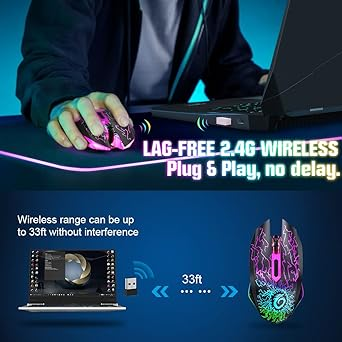 LAG-FREE 2.4G WIRELESS
Plug & Play, no delay.
Wireless range can be up
to 33ft without interference
33ft